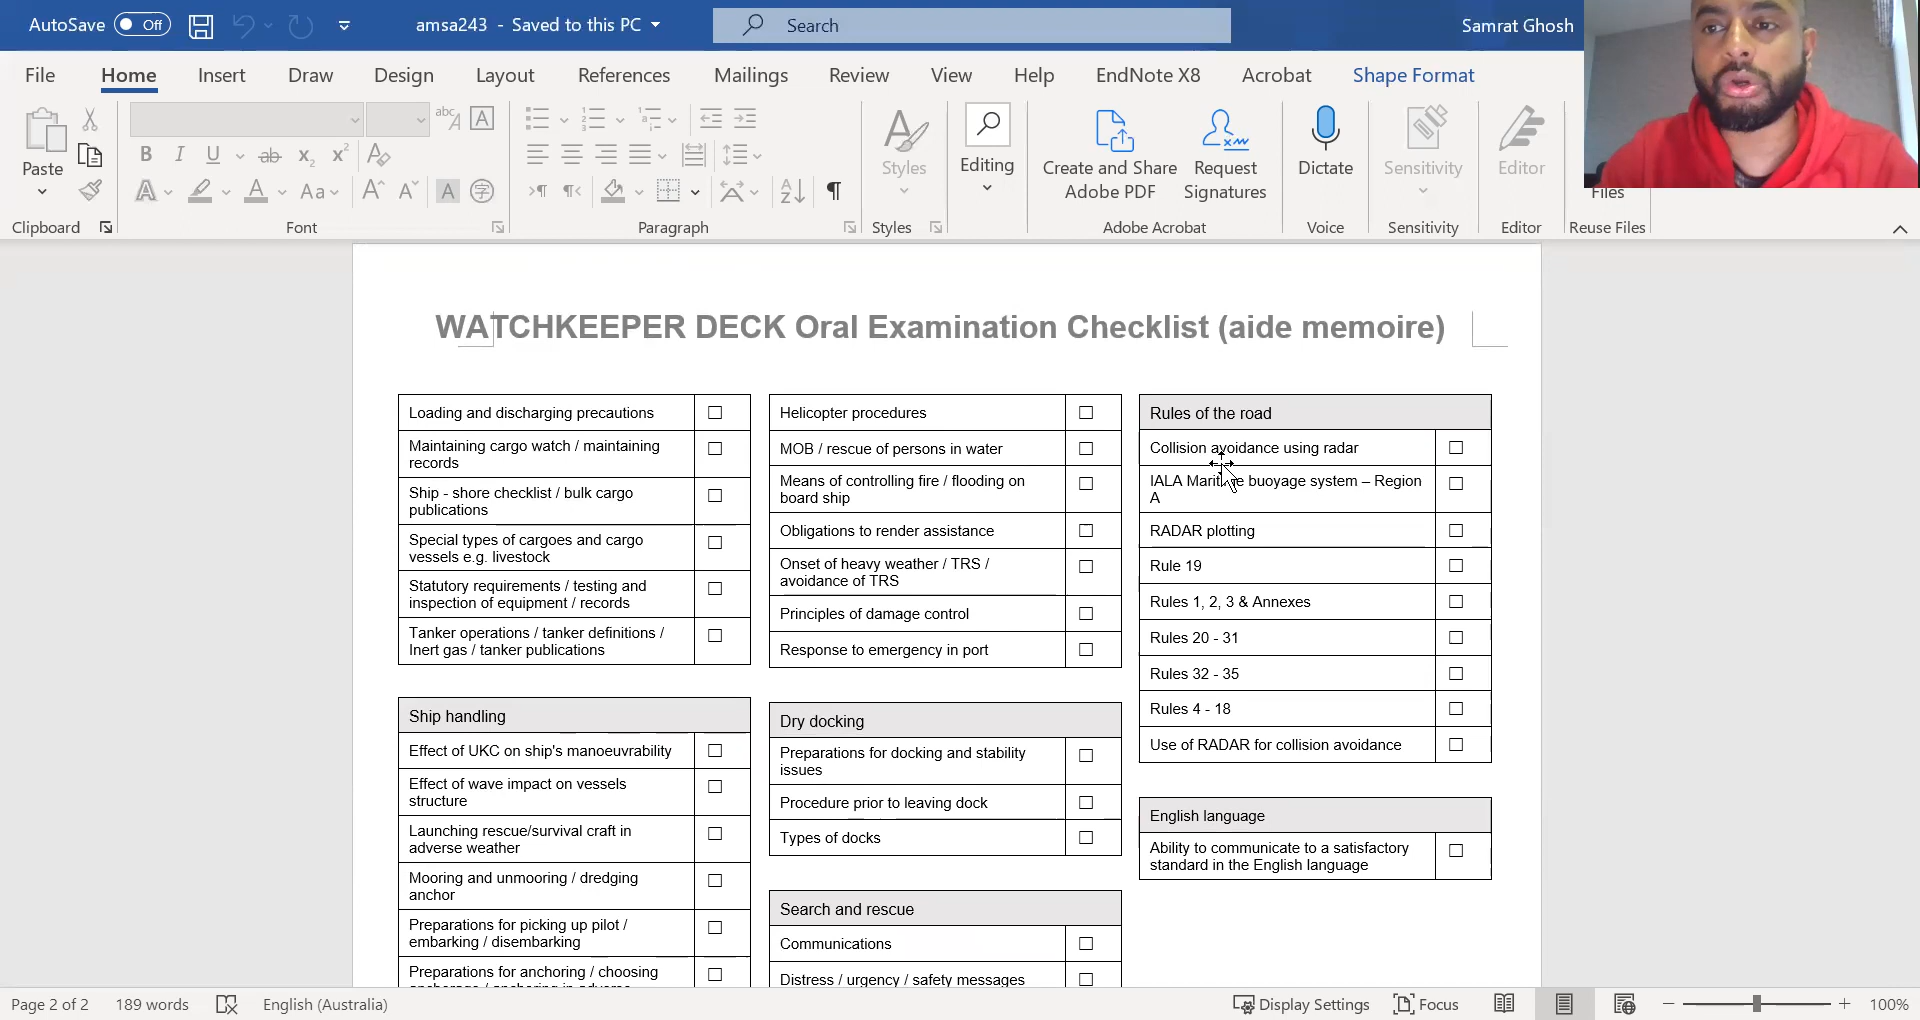 AutoSave Off
amsa243 - Saved to this PC
Search
Samrat Ghosh
File Home Insert Draw Design Layout References Mailings Review View Help EndNote X8 Acrobat Shape Format
Paste
Clipboard
Font
Paragraph
Styles
Styles
Editing
Create and Share
Adobe PDF
Request
Signatures
Adobe Acrobat
Dictate
Voice
Sensitivity
Sensitivity
Editor
Editor
Files
Reuse Files
WATCHKEEPER DECK Oral Examination Checklist (aide memoire)
Loading and discharging precautions
Maintaining cargo watch / maintaining
records
Ship - shore checklist / bulk cargo
publications
Special types of cargoes and cargo
vessels e.g. livestock
Statutory requirements / testing and
inspection of equipment / records
Tanker operations / tanker definitions /
Inert gas / tanker publications
Ship handling
Effect of UKC on ship's manoeuvrability
Effect of wave impact on vessels
structure
Launching rescue/survival craft in
adverse weather
Mooring and unmooring / dredging
anchor
Preparations for picking up pilot /
embarking / disembarking
Preparations for anchoring / choosing
Helicopter procedures
MOB / rescue of persons in water
Means of controlling fire / flooding on
board ship
Obligations to render assistance
Onset of heavy weather / TRS /
avoidance of TRS
Principles of damage control
Response to emergency in port
Dry docking
Preparations for docking and stability
issues
Procedure prior to leaving dock
Types of docks
Search and rescue
Communications
Distress / urgency / safety messages
Rules of the road
Collision avoidance using radar
IALA Maritime buoyage system – Region
A
RADAR plotting
Rule 19
Rules 1, 2, 3 & Annexes
Rules 20 - 31
Rules 32 - 35
Rules 4 - 18
Use of RADAR for collision avoidance
English language
Ability to communicate to a satisfactory
standard in the English language
Page 2 of 2 189 words English (Australia) Display Settings Focus 100%